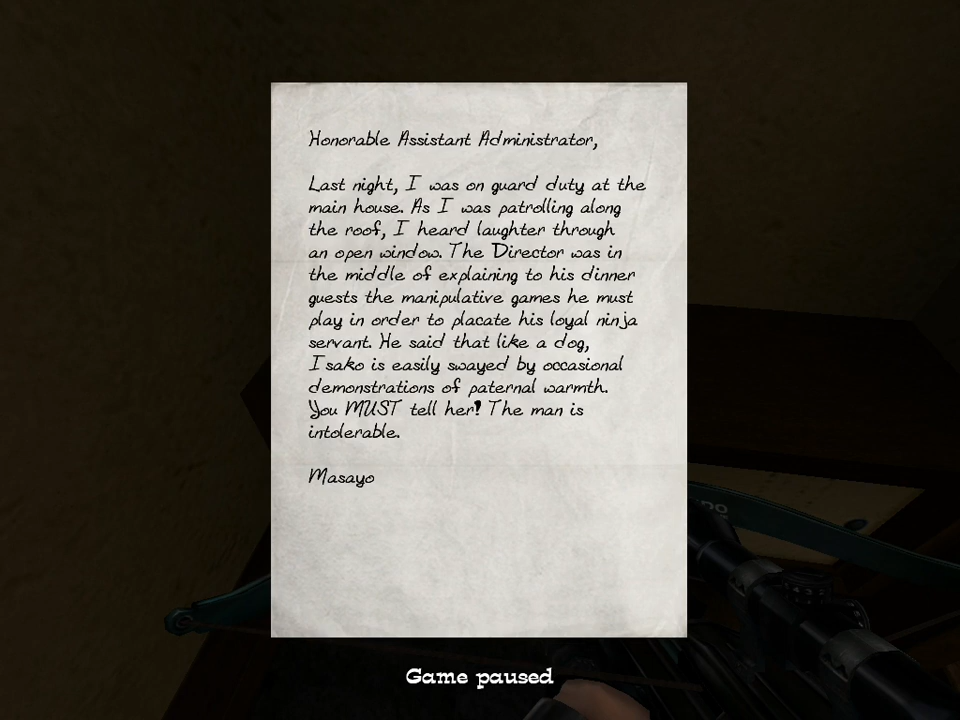 Honorable Assistant Administrator,
Last night, I was on guard duty at the
main house. As I was patrolling along
the roof, I heard laughter through
an open window. The Director was in
the middle of explaining to his dinner
guests the manipulative games he must
play in order to placate his loyal ninja
servant. He said that like a dog,
Isako is easily swayed by occasional
demonstrations of paternal warmth.
You MUST tell her! The man is
intolerable.
Masayo
Game paused